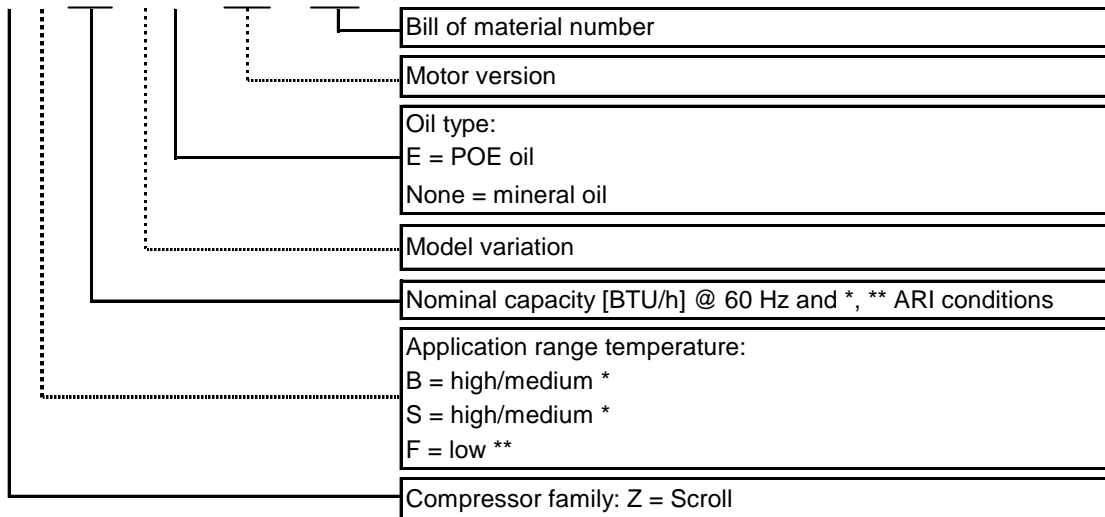 Bill of material number
Motor version
Oil type:
E = POE oil
None = mineral oil
Model variation
Nominal capacity [BTU/h] @ 60 Hz and *, ** ARI conditions
Application range temperature:
B = high/medium *
S = high/medium *
F = low **
Compressor family: Z = Scroll